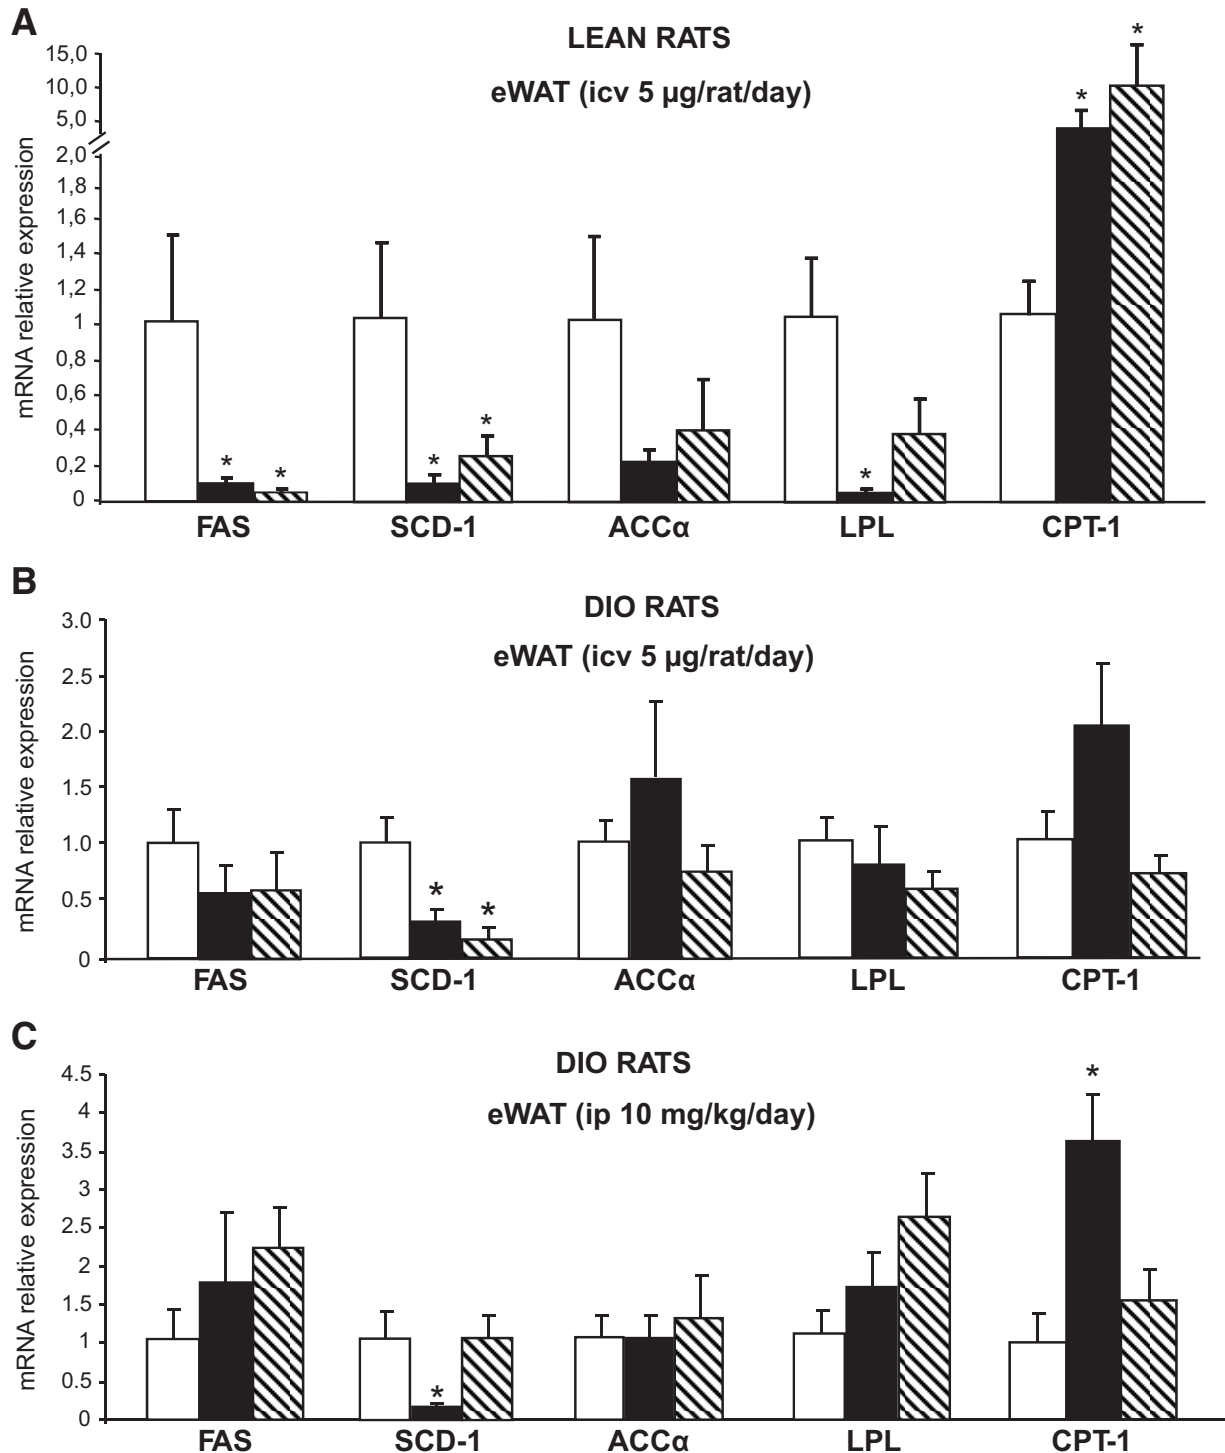 A
LEAN RATS
eWAT (icv 5 µg/rat/day)
mRNA relative expression
15,0
10,0
5,0
2,0
1,8
1,6
1,4
1,2
1
0,8
0,6
0,4
0,2
0
*
*
*
*
*
*
*
FAS SCD-1 ACCα LPL CPT-1
B
DIO RATS
eWAT (icv 5 µg/rat/day)
mRNA relative expression
3.0
2.5
2.0
1.5
1.0
0.5
0
*
*
FAS SCD-1 ACCα LPL CPT-1
C
DIO RATS
eWAT (ip 10 mg/kg/day)
mRNA relative expression
4.5
4
3.5
3
2.5
2
1.5
1
0.5
0
*
*
FAS SCD-1 ACCα LPL CPT-1